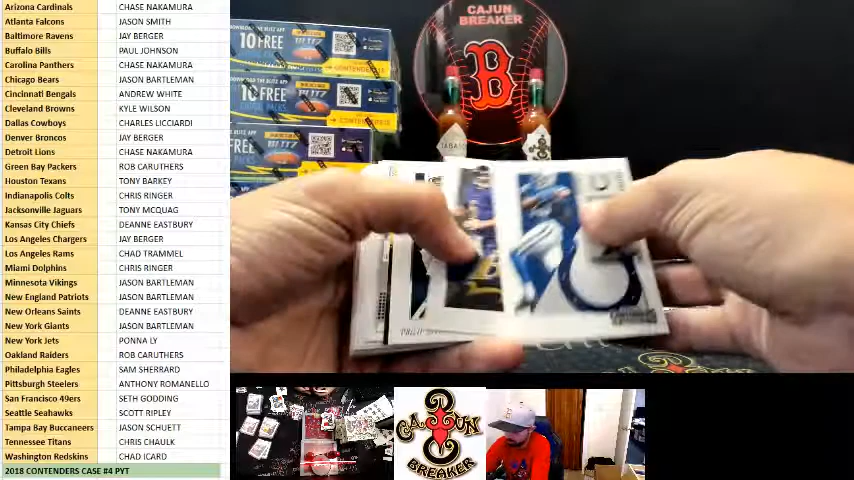 Arizona Cardinals CHASE NAKAMURA
Atlanta Falcons JASON SMITH
Baltimore Ravens JAY BERGER
Buffalo Bills PAUL JOHNSON
Carolina Panthers CHASE NAKAMURA
Chicago Bears JASON BARTLEMAN
Cincinnati Bengals ANDREW WHITE
Cleveland Browns KYLE WILSON
Dallas Cowboys CHARLES LICCIARDI
Denver Broncos JAY BERGER
Detroit Lions CHASE NAKAMURA
Green Bay Packers ROB CARUTHERS
Houston Texans TONY BARKEY
Indianapolis Colts CHRIS RINGER
Jacksonville Jaguars TONY MCQUAG
Kansas City Chiefs DEANNE EASTBURY
Los Angeles Chargers JAY BERGER
Los Angeles Rams CHAD TRAMMEL
Miami Dolphins CHRIS RINGER
Minnesota Vikings JASON BARTLEMAN
New England Patriots JASON BARTLEMAN
New Orleans Saints DEANNE EASTBURY
New York Giants JASON BARTLEMAN
New York Jets PONNA LY
Oakland Raiders ROB CARUTHERS
Philadelphia Eagles SAM SHERRARD
Pittsburgh Steelers ANTHONY ROMANELLO
San Francisco 49ers SETH GODDING
Seattle Seahawks SCOTT RIPLEY
Tampa Bay Buccaneers JASON SCHUETT
Tennessee Titans CHRIS CHAULK
Washington Redskins CHAD ICARD
2018 CONTENDERS CASE #4 PYT
CAJUN
BREAKER
B
10 FREE
BLITZ
10 FREE
BLITZ
FREE
BLITZ
CAJUN
BREAKER